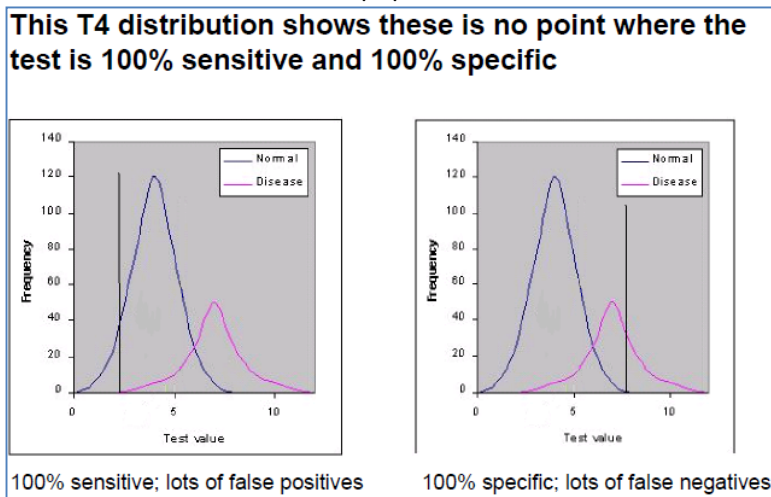 This T4 distribution shows these is no point where the
test is 100% sensitive and 100% specific
140
120
100
80
60
40
20
0
Frequency
Normal
Disease
0
5
10
Test value
140
120
100
80
60
40
20
0
Frequency
Normal
Disease
0
5
10
Test value
100% sensitive; lots of false positives
100% specific; lots of false negatives